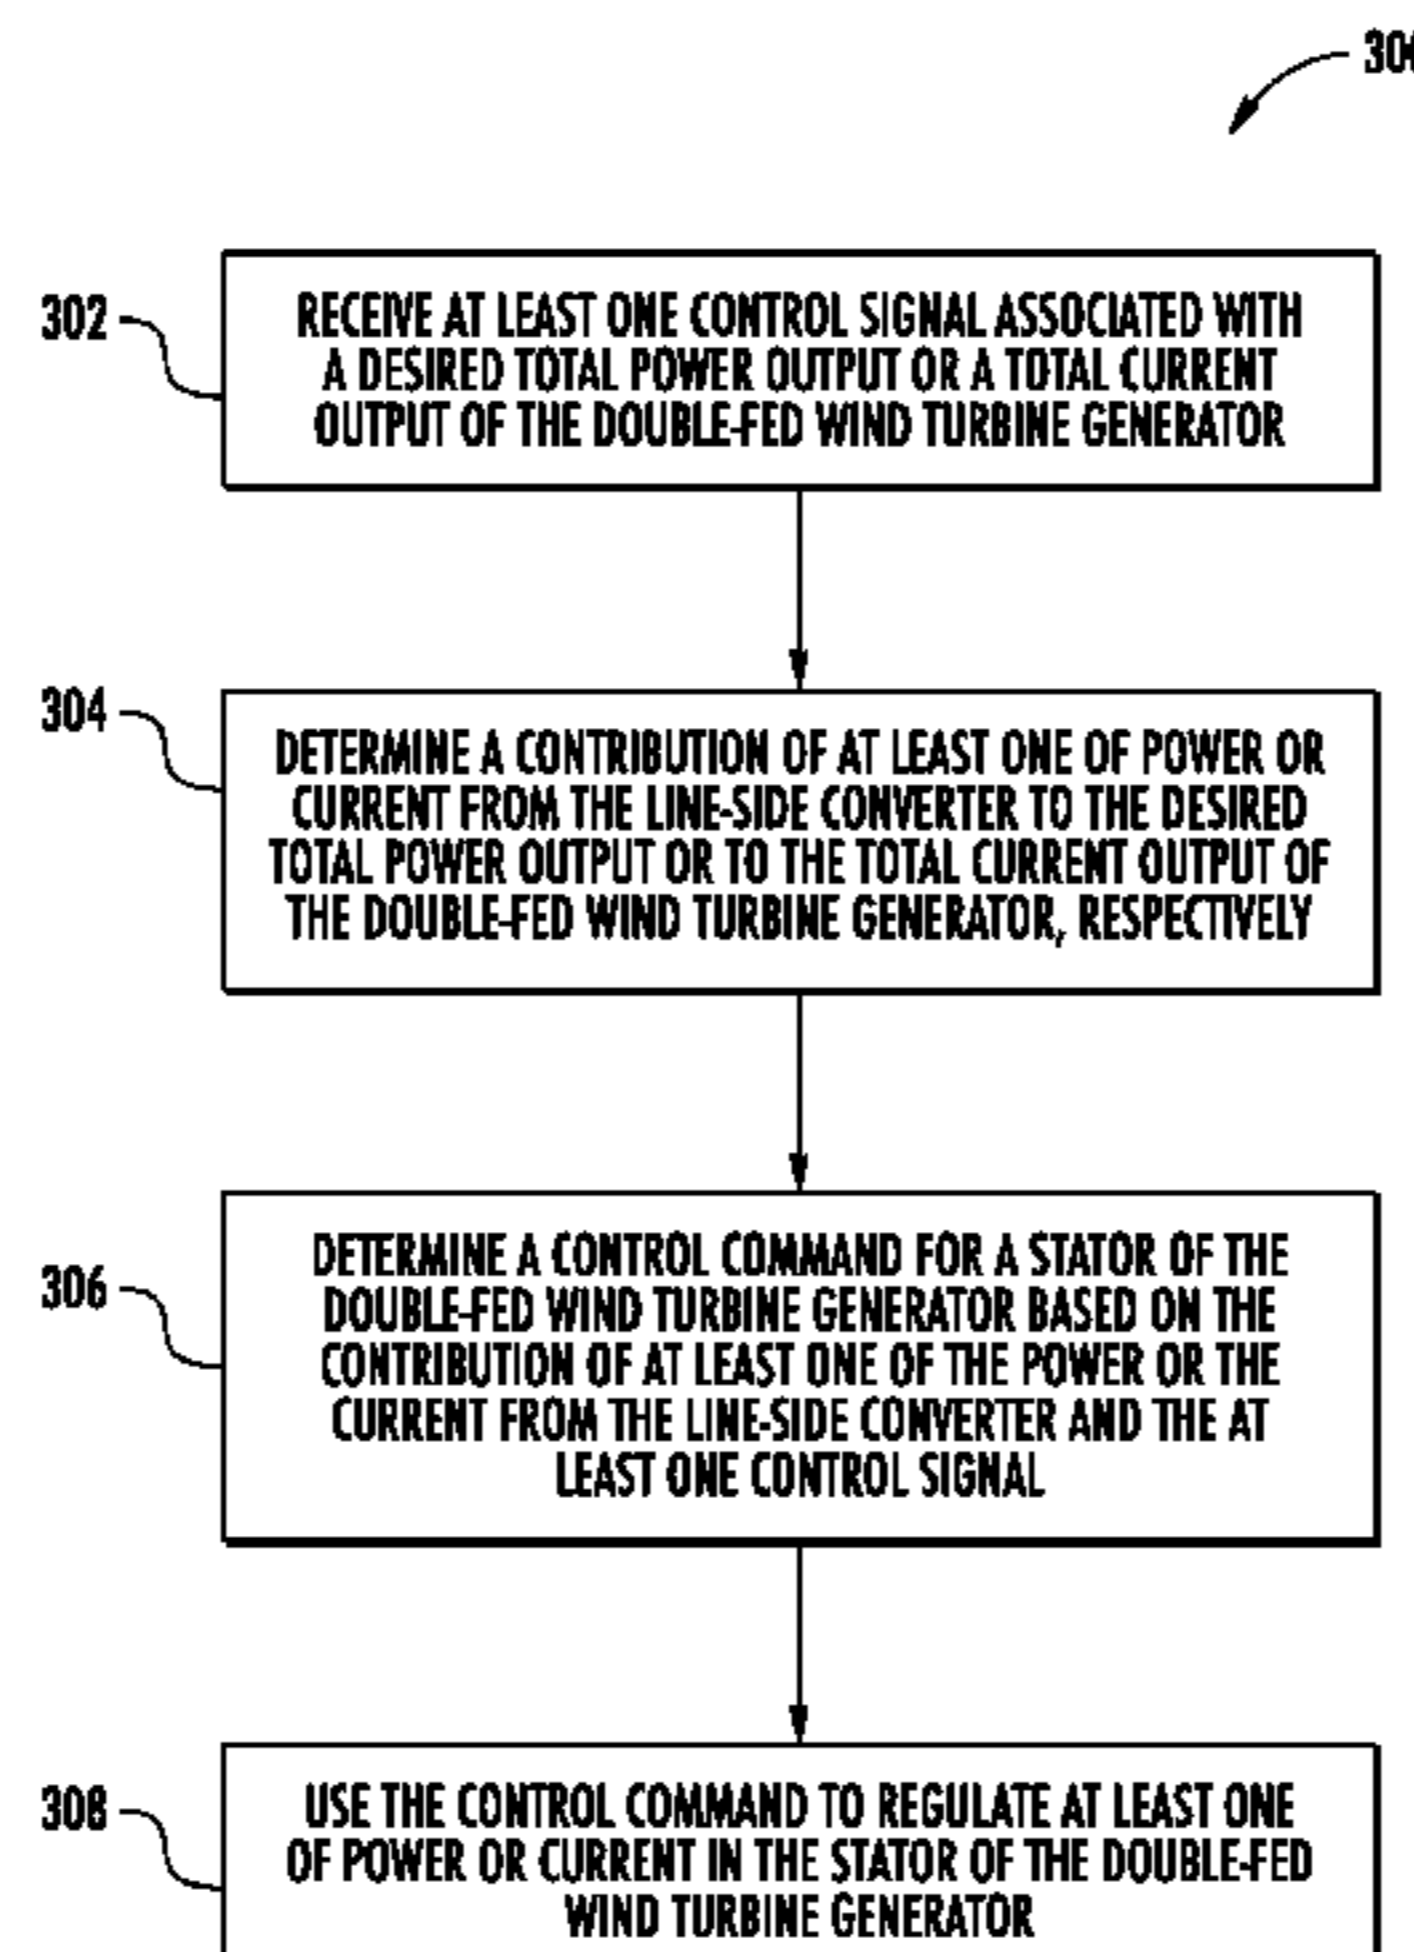 302
RECEIVE AT LEAST ONE CONTROL SIGNAL ASSOCIATED WITH
A DESIRED TOTAL POWER OUTPUT OR A TOTAL CURRENT
OUTPUT OF THE DOUBLE-FED WIND TURBINE GENERATOR
304
DETERMINE A CONTRIBUTION OF AT LEAST ONE OF POWER OR
CURRENT FROM THE LINE-SIDE CONVERTER TO THE DESIRED
TOTAL POWER OUTPUT OR TO THE TOTAL CURRENT OUTPUT OF
THE DOUBLE-FED WIND TURBINE GENERATOR, RESPECTIVELY
306
DETERMINE A CONTROL COMMAND FOR A STATOR OF THE
DOUBLE-FED WIND TURBINE GENERATOR BASED ON THE
CONTRIBUTION OF AT LEAST ONE OF THE POWER OR THE
CURRENT FROM THE LINE-SIDE CONVERTER AND THE AT
LEAST ONE CONTROL SIGNAL
308
USE THE CONTROL COMMAND TO REGULATE AT LEAST ONE
OF POWER OR CURRENT IN THE STATOR OF THE DOUBLE-FED
WIND TURBINE GENERATOR